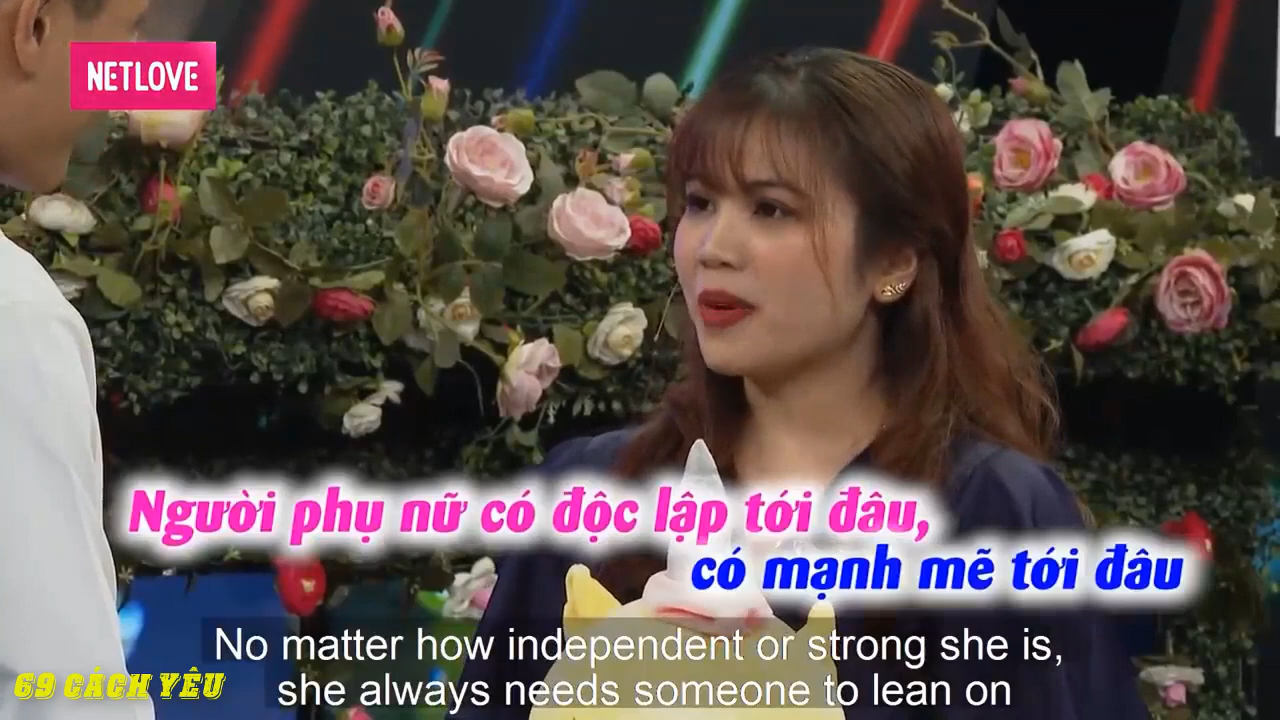 NETLOVE
Người phụ nữ có độc lập tới đâu,
có mạnh mẽ tới đâu
No matter how independent or strong she is,
she always needs someone to lean on
69 CÁCH YÊU